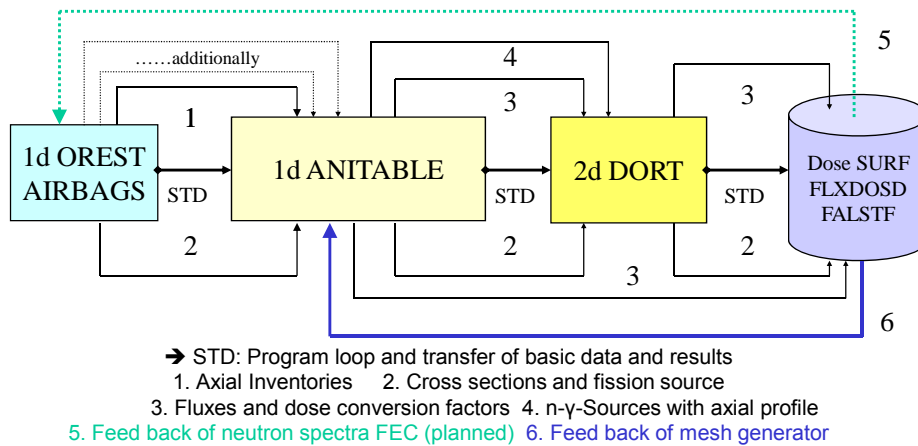 5
……additionally
4
1
3
3
1d OREST
AIRBAGS
STD
1d ANITABLE
STD
2d DORT
STD
Dose SURF
FLXDOSD
FALSTF
2
2
2
3
6
➔ STD: Program loop and transfer of basic data and results
1. Axial Inventories 2. Cross sections and fission source
3. Fluxes and dose conversion factors 4. n-γ-Sources with axial profile
5. Feed back of neutron spectra FEC (planned) 6. Feed back of mesh generator